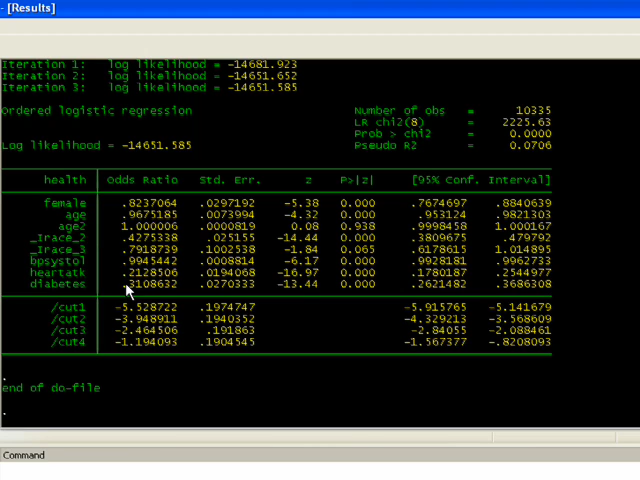 - [Results]
Iteration 1: log likelihood = -14681.923
Iteration 2: log likelihood = -14651.652
Iteration 3: log likelihood = -14651.585
Ordered logistic regression Number of obs = 10335
LR chi2(8) = 2225.63
Prob > chi2 = 0.0000
Log likelihood = -14651.585 Pseudo R2 = 0.0706
health Odds Ratio Std. Err. z P>|z| [95% Conf. Interval]
female .8237064 .0297192 -5.38 0.000 .7674697 .8840639
age .9675185 .0073994 -4.32 0.000 .953124 .9821303
age2 1.000006 .0000819 0.08 0.938 .9998458 1.000167
_Irace_2 .4275338 .025155 -14.44 0.000 .3809675 .479792
_Irace_3 .7918739 .1002538 -1.84 0.065 .6178615 1.014895
bpsystol .9945442 .0008814 -6.17 0.000 .9928181 .9962733
heartatk .2128506 .0194068 -16.97 0.000 .1780187 .2544977
diabetes .3108632 .0270333 -13.44 0.000 .2621482 .3686308
/cut1 -5.528722 .1974747 -5.915765 -5.141679
/cut2 -3.948911 .1940352 -4.329213 -3.568609
/cut3 -2.464506 .191863 -2.84055 -2.088461
/cut4 -1.194093 .1904545 -1.567377 -.8208093
.
end of do-file
.
Command